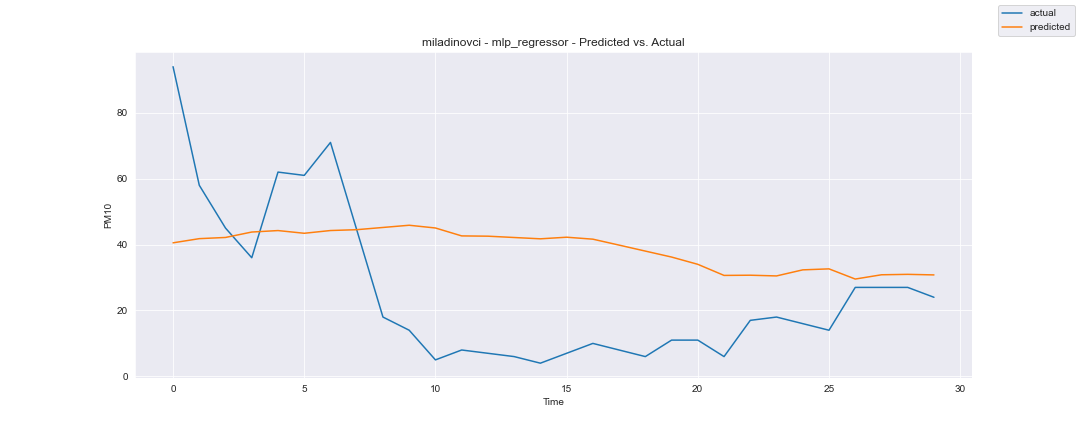 actual
predicted
miladinovci - mlp_regressor - Predicted vs. Actual
PM10
80
60
40
20
0
0 5 10 15 20 25 30
Time